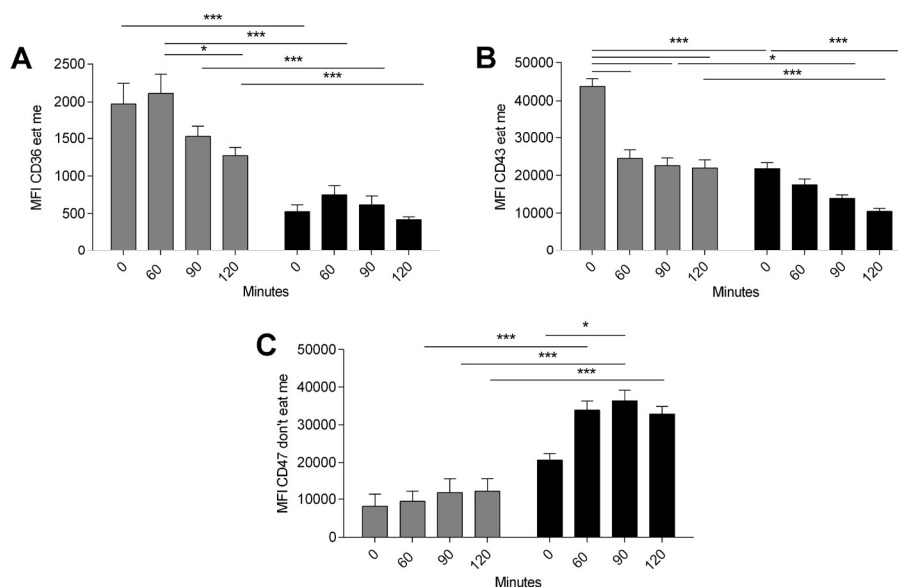 A
MFI CD36 eat me
2500
2000
1500
1000
500
0
***
***
*
***
***
0 60 90 120 0 60 90 120
Minutes
B
MFI CD43 eat me
50000
40000
30000
20000
10000
0
*** ***
***
*
***
0 60 90 120 0 60 90 120
Minutes
C
MFI CD47 don't eat me
50000
40000
30000
20000
10000
0
*
***
***
***
0 60 90 120 0 60 90 120
Minutes